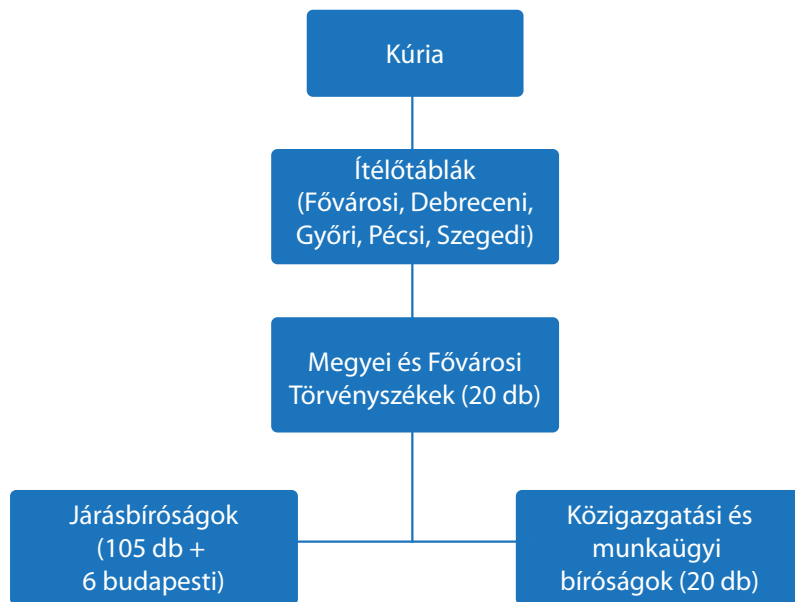 Kúria
Ítélőtáblák
(Fővárosi, Debreceni,
Győri, Pécsi, Szegedi)
Megyei és Fővárosi
Törvényszékek (20 db)
Járásbíróságok
(105 db +
6 budapesti)
Közigazgatási és
munkaügyi
bíróságok (20 db)